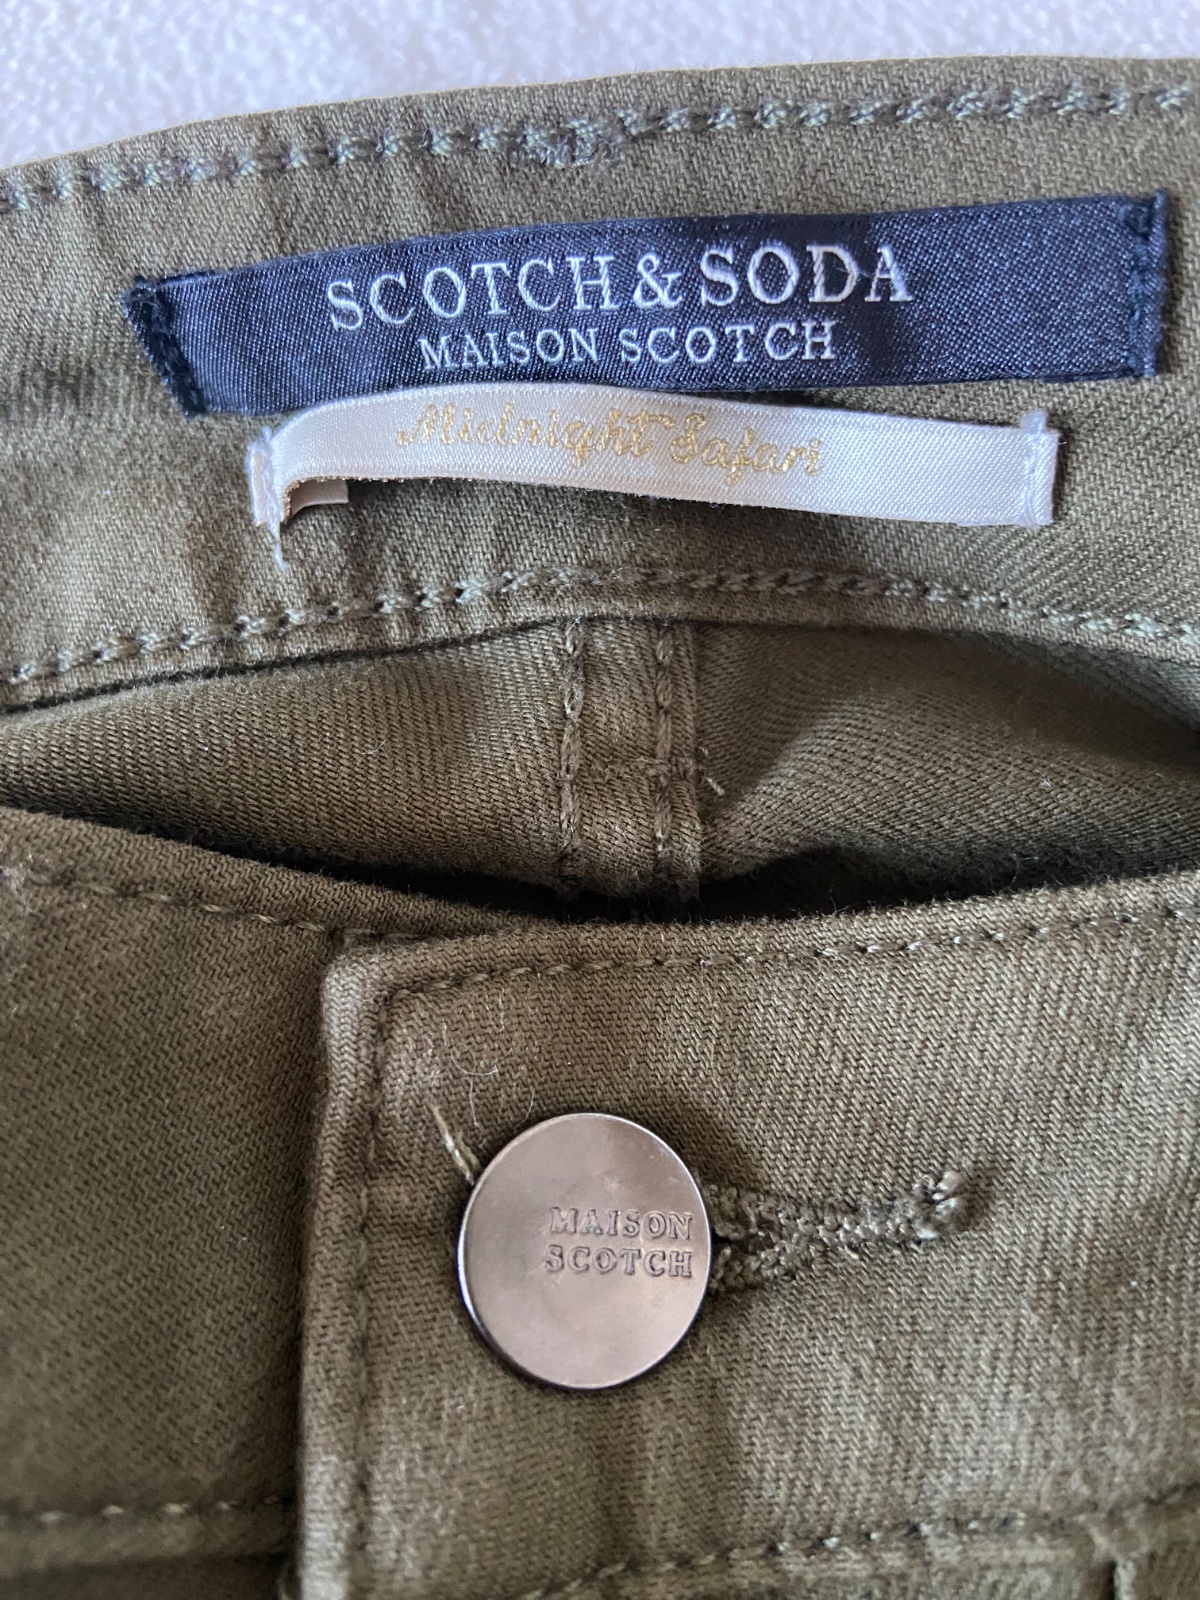 SCOTCH & SODA
MAISON SCOTCH
Midnight Safari
MAISON
SCOTCH